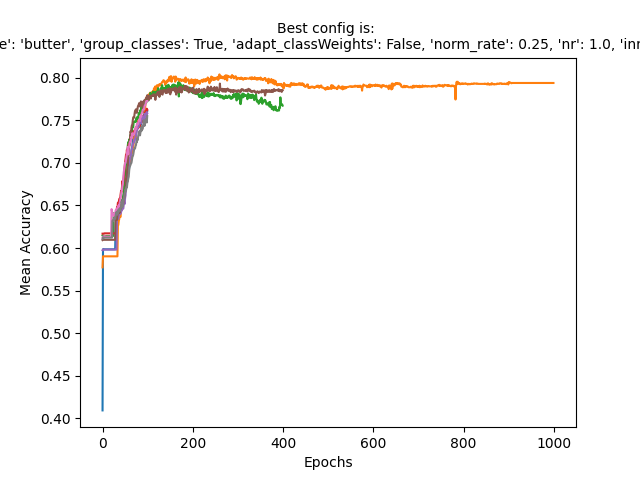 Best config is:
e': 'butter', 'group_classes': True, 'adapt_classWeights': False, 'norm_rate': 0.25, 'nr': 1.0, 'inr
0.80
0.75
0.70
0.65
0.60
0.55
0.50
0.45
0.40
Mean Accuracy
0 200 400 600 800 1000
Epochs